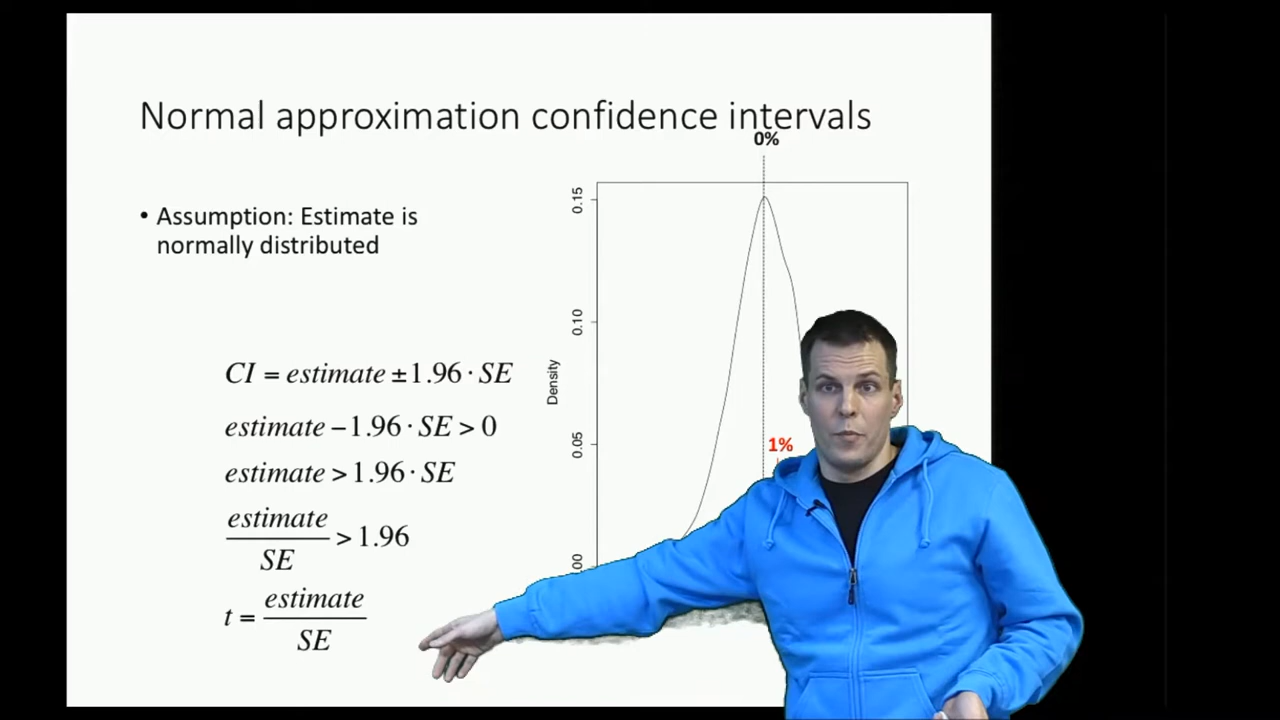 Normal approximation confidence intervals
0%
• Assumption: Estimate is
normally distributed
0.15
0.10
Density
0.05
1%
CI = estimate ± 1.96 · SE
estimate − 1.96 · SE > 0
estimate > 1.96 · SE
estimate
SE
> 1.96
t =
estimate
SE